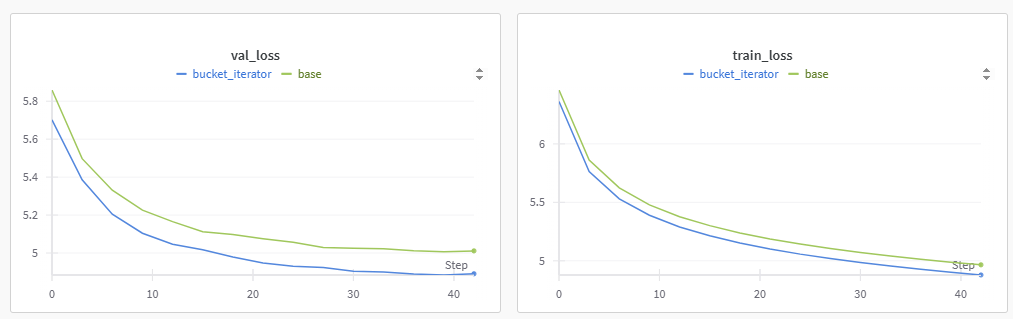 val_loss
bucket_iterator base
5.8
5.6
5.4
5.2
5
Step
0 10 20 30 40
train_loss
bucket_iterator base
6
5.5
5
Step
0 10 20 30 40